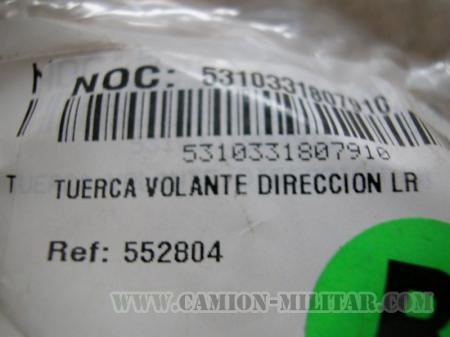 NOC: 5310331807910
5310331807910
TUERCA VOLANTE DIRECCION LR
Ref: 552804
WWW.CAMION-MILITAR.COM